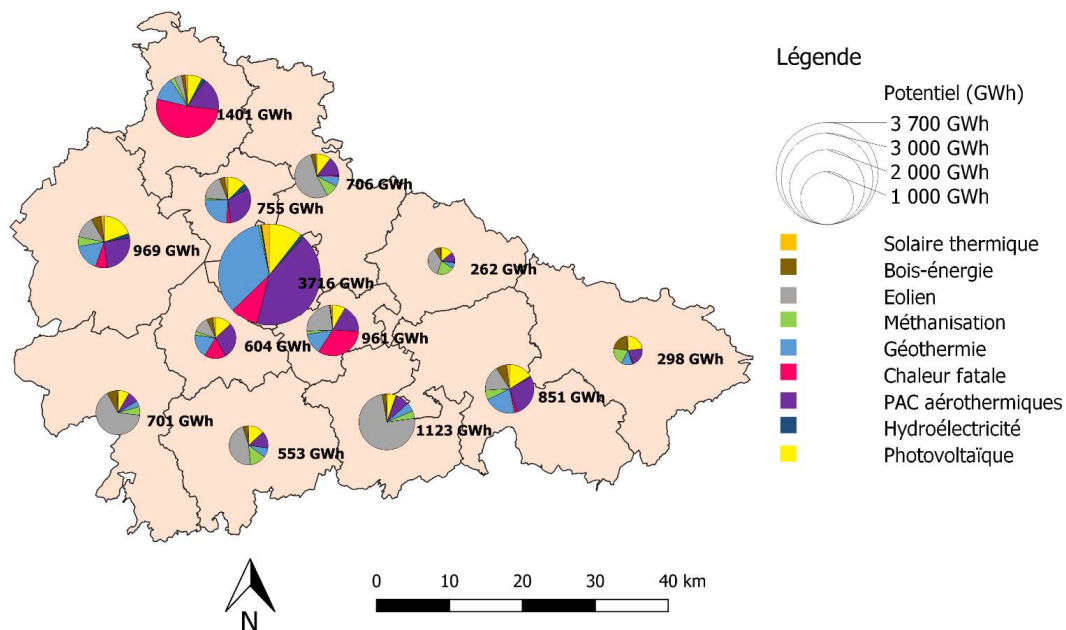 1401 GWh
706 GWh
755 GWh
969 GWh
262 GWh
3716 GWh
961 GWh
604 GWh
298 GWh
851 GWh
701 GWh
1123 GWh
553 GWh
N
0 10 20 30 40 km
Légende
Potentiel (GWh)
3 700 GWh
3 000 GWh
2 000 GWh
1 000 GWh
Solaire thermique
Bois-énergie
Eolien
Méthanisation
Géothermie
Chaleur fatale
PAC aérothermiques
Hydroélectricité
Photovoltaïque